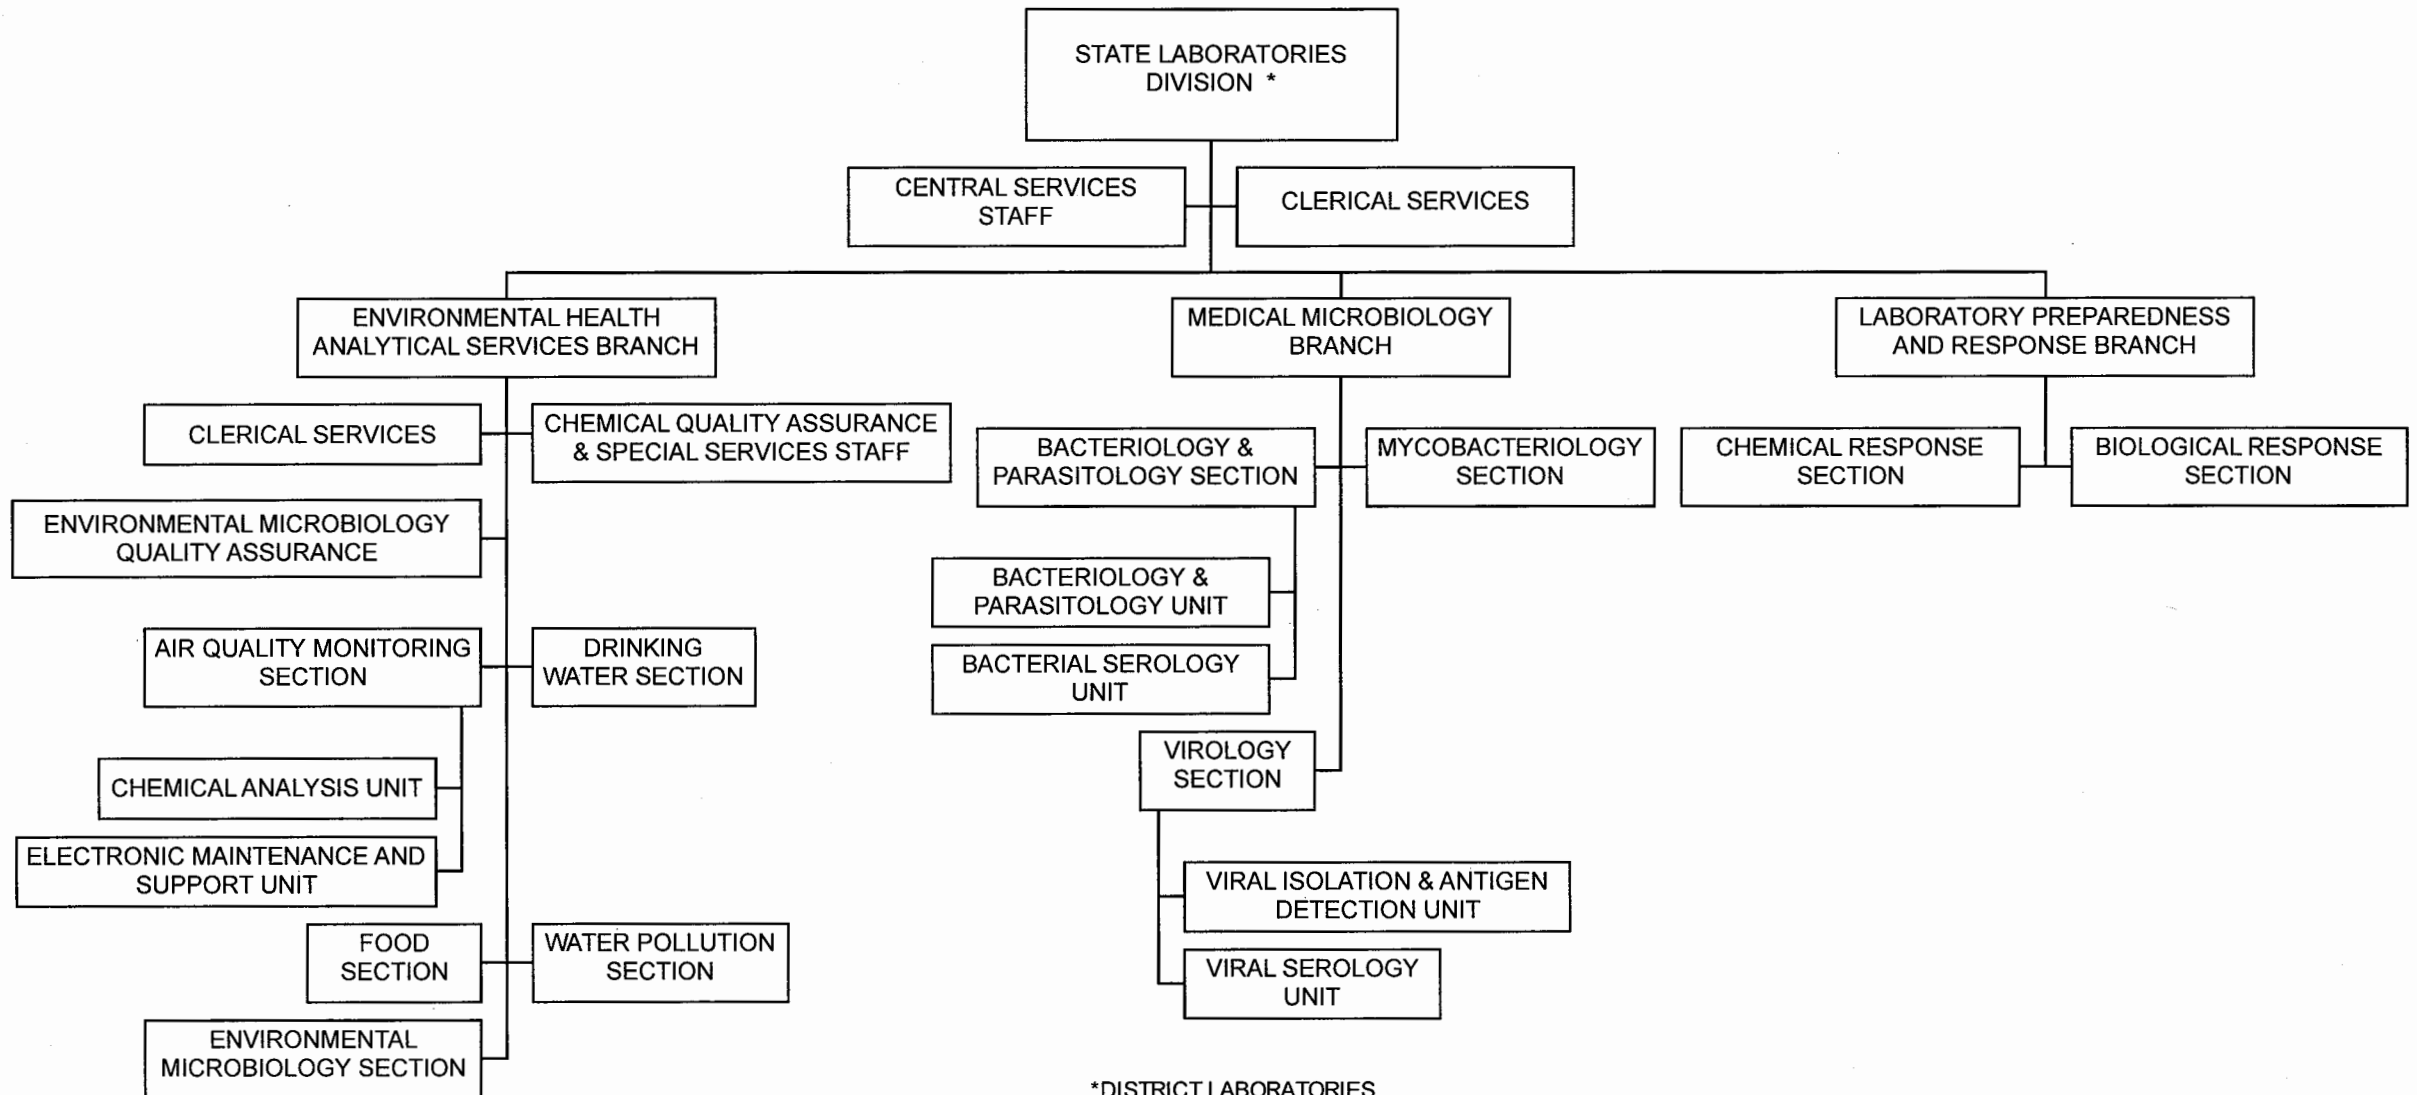 STATE LABORATORIES
DIVISION *
CENTRAL SERVICES
STAFF
CLERICAL SERVICES
ENVIRONMENTAL HEALTH
ANALYTICAL SERVICES BRANCH
MEDICAL MICROBIOLOGY
BRANCH
LABORATORY PREPAREDNESS
AND RESPONSE BRANCH
CLERICAL SERVICES
CHEMICAL QUALITY ASSURANCE
& SPECIAL SERVICES STAFF
BACTERIOLOGY &
PARASITOLOGY SECTION
MYCOBACTERIOLOGY
SECTION
CHEMICAL RESPONSE
SECTION
BIOLOGICAL RESPONSE
SECTION
ENVIRONMENTAL MICROBIOLOGY
QUALITY ASSURANCE
BACTERIOLOGY &
PARASITOLOGY UNIT
AIR QUALITY MONITORING
SECTION
DRINKING
WATER SECTION
BACTERIAL SEROLOGY
UNIT
VIROLOGY
SECTION
CHEMICAL ANALYSIS UNIT
ELECTRONIC MAINTENANCE AND
SUPPORT UNIT
VIRAL ISOLATION & ANTIGEN
DETECTION UNIT
FOOD
SECTION
WATER POLLUTION
SECTION
VIRAL SEROLOGY
UNIT
ENVIRONMENTAL
MICROBIOLOGY SECTION
*DISTRICT LABORATORIES